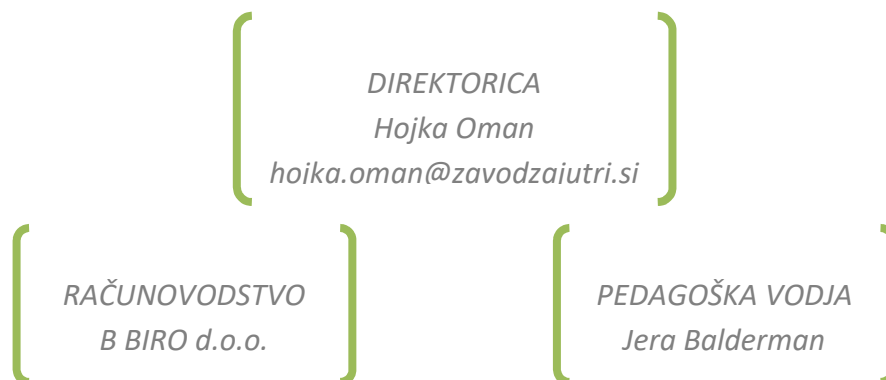 DIREKTORICA
Hojka Oman
hojka.oman@zavodzajutri.si
RAČUNOVODSTVO
B BIRO d.o.o.
PEDAGOŠKA VODJA
Jera Balderman